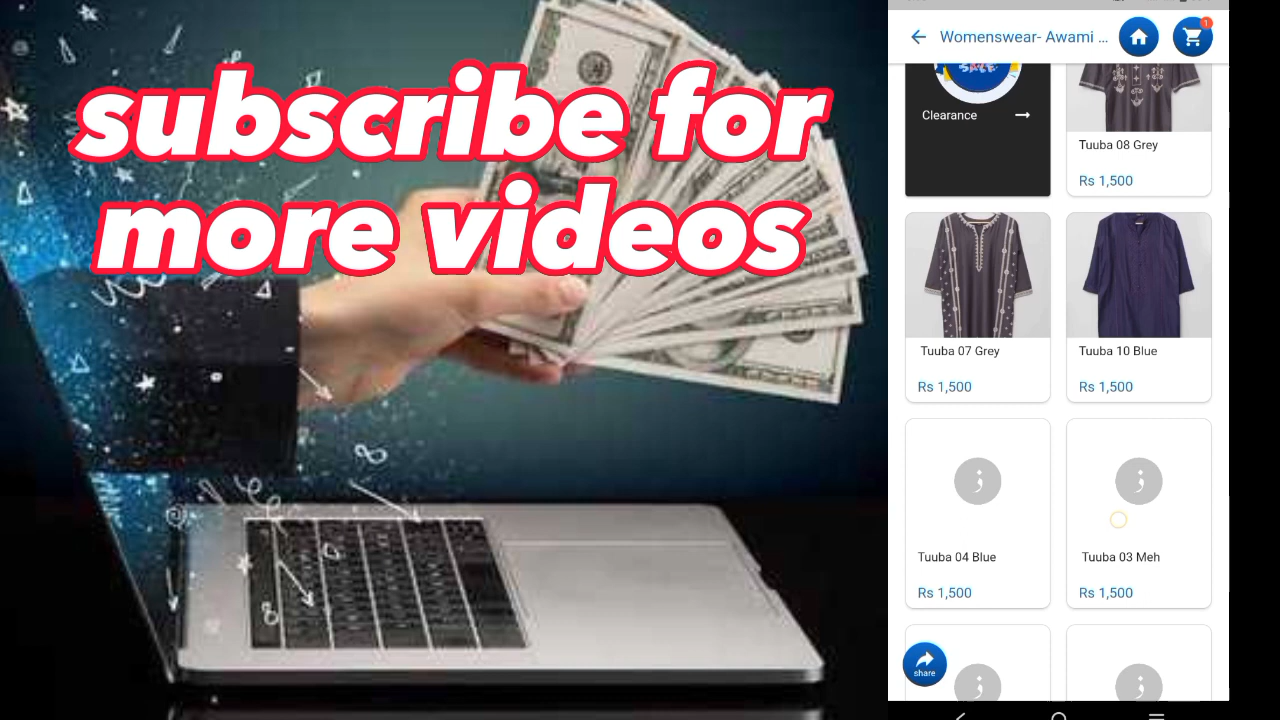 subscribe for
more videos
Womenswear- Awami ...
1
SALE
Clearance
Tuuba 08 Grey
Rs 1,500
Tuuba 07 Grey
Rs 1,500
Tuuba 10 Blue
Rs 1,500
ز
ز
Tuuba 04 Blue
Rs 1,500
Tuuba 03 Meh
Rs 1,500
share
ز
ز